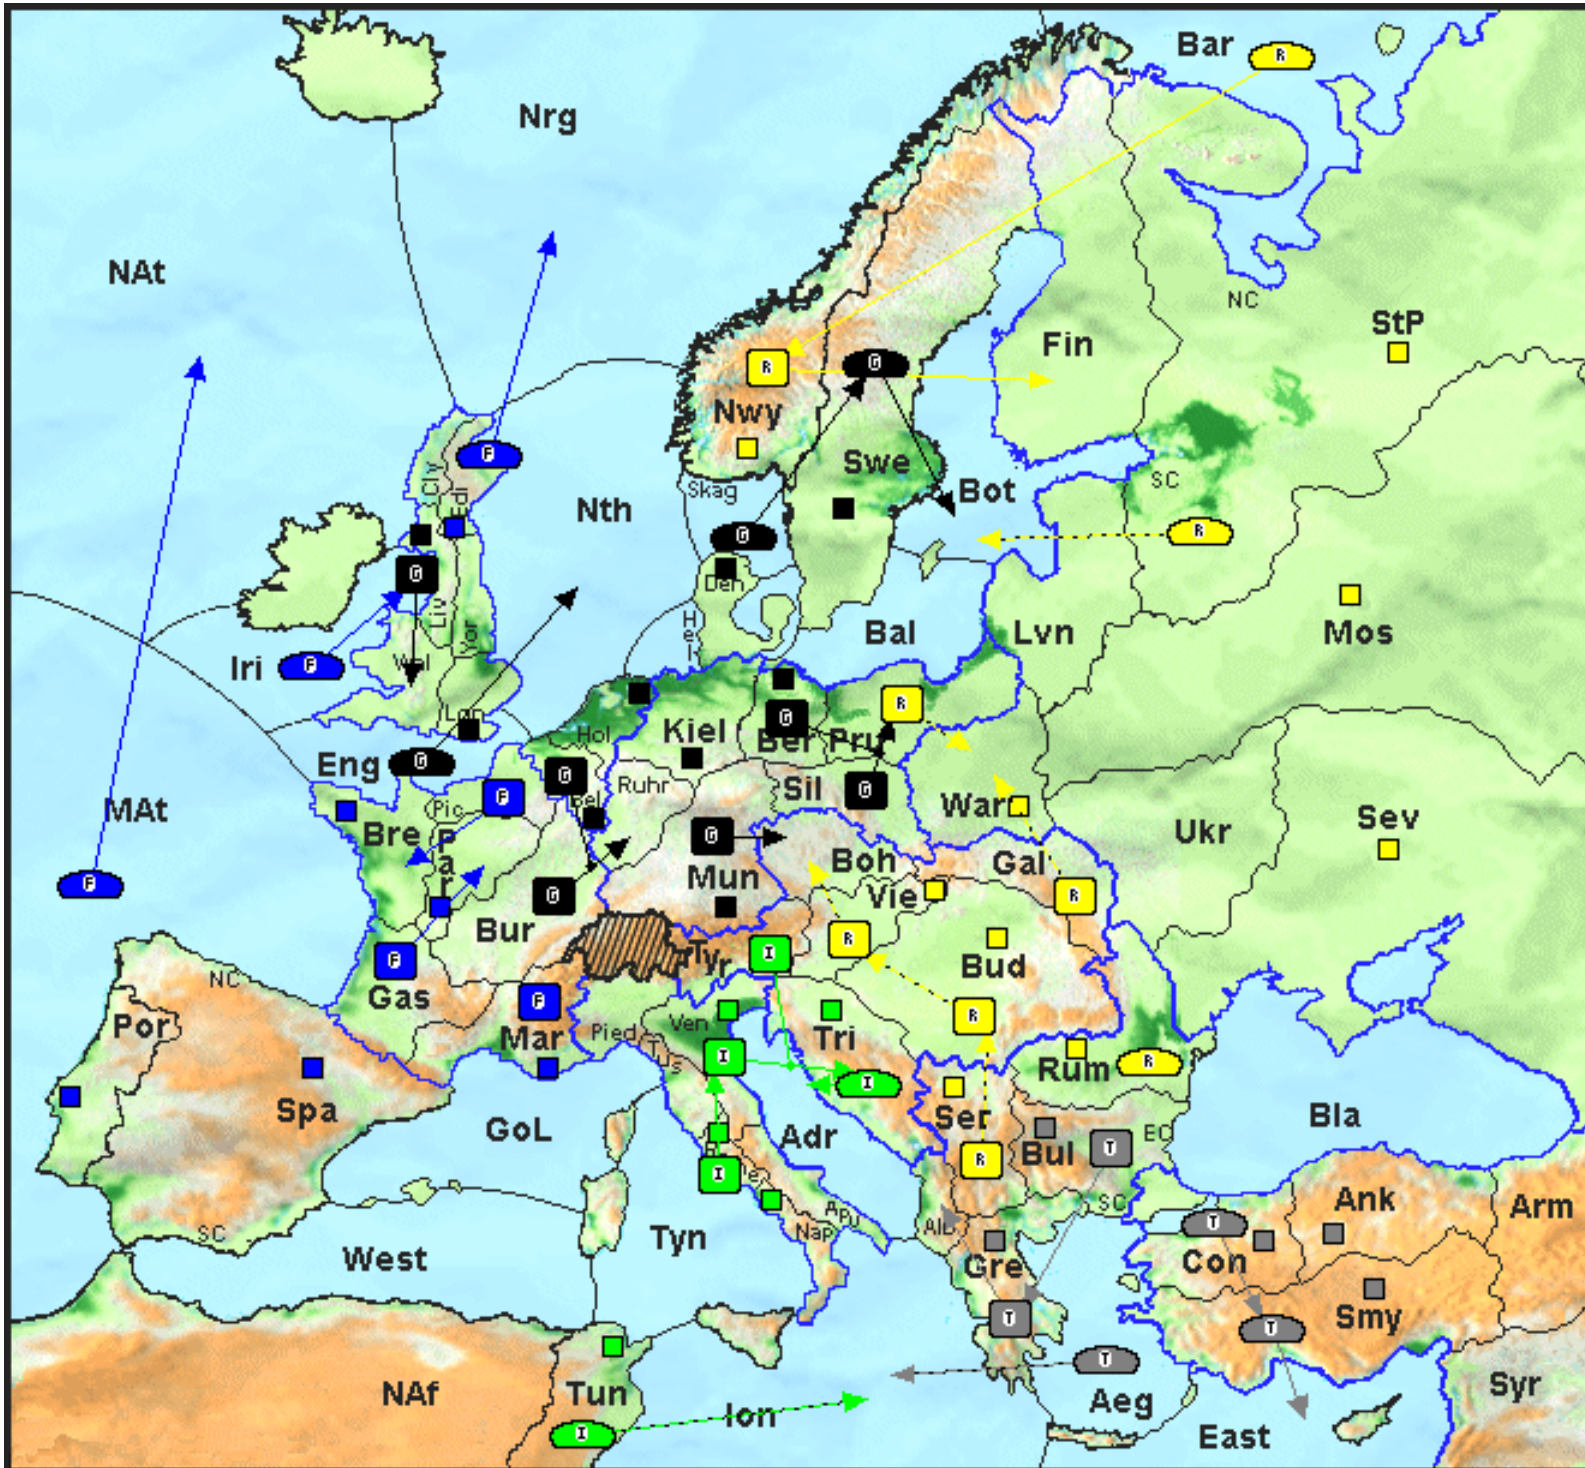 Bar
R
Nrg
NAt
NC
StP
Fin
R
G
Nwy
F
Cly
Edi
Swe
SC
Skag
Bot
Nth
R
G
G
Den
Liv
Yor
Hel
Bal
Lvn
Mos
Iri
F
Wal
Lon
R
G
Hol
Kiel
Ber
Pru
Eng
G
G
F
Ruhr
Sil
G
MAt
Pic
Bel
War
Sev
Bre
Par
G
Ukr
Boh
Gal
F
Mun
Vie
G
R
Bur
R
F
Tyr
I
Bud
NC
Gas
F
R
Por
Mar
Pied
Ven
Tri
Tus
I
Rum
R
I
Ser
Spa
GoL
Adr
Bla
EC
Bul
T
R
I
SC
Ank
Arm
Apu
Alb
T
SC
Nap
Tyn
West
Gre
Con
T
T
Smy
T
NAf
Tun
Ion
Aeg
Syr
I
East